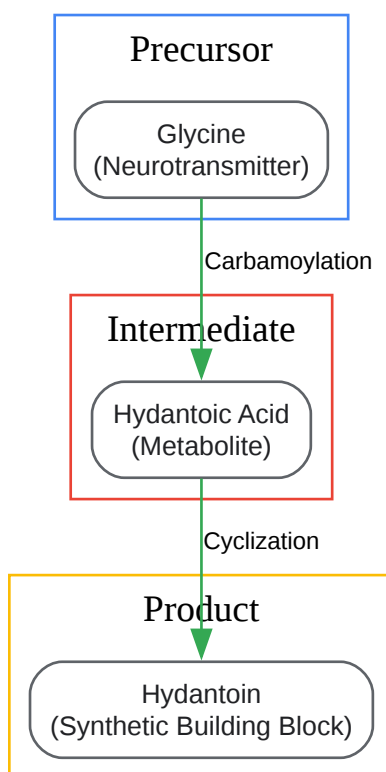 Precursor
Glycine
(Neurotransmitter)
Carbamoylation
Intermediate
Hydantoic Acid
(Metabolite)
Cyclization
Product
Hydantoin
(Synthetic Building Block)